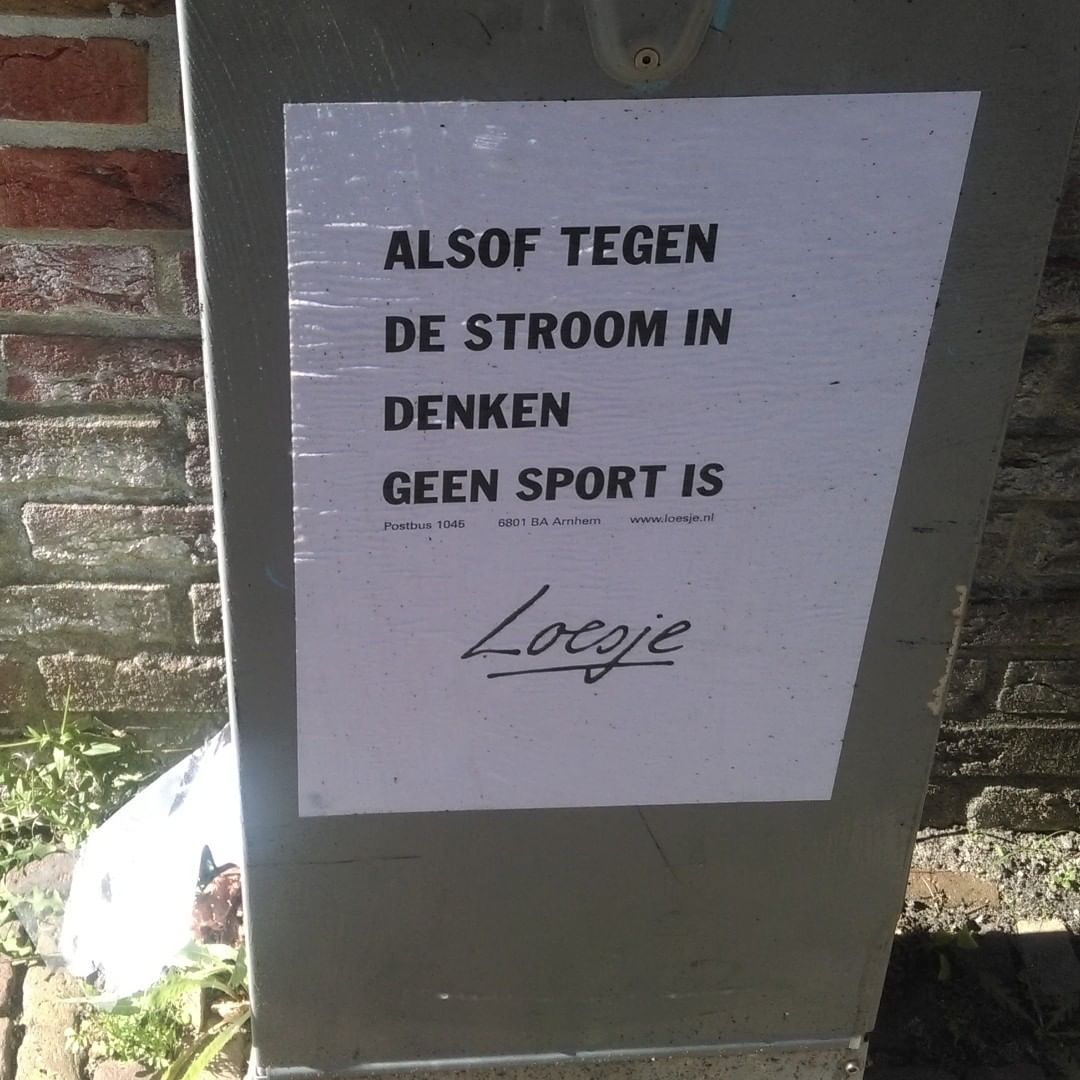 ALSOF TEGEN
DE STROOM IN
DENKEN
GEEN SPORT IS
Postbus 1045 6801 BA Arnhem www.loesje.nl
Loesje